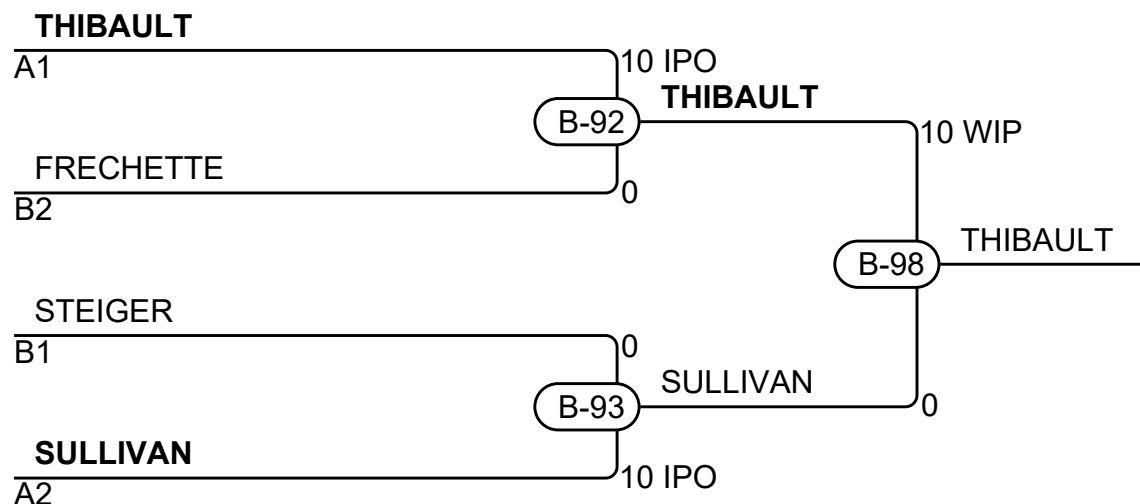 THIBAULT
A1
10 IPO
B-92
THIBAULT
10 WIP
FRECHETTE
B2
0
B-98
THIBAULT
STEIGER
B1
0
B-93
SULLIVAN
0
SULLIVAN
A2
10 IPO